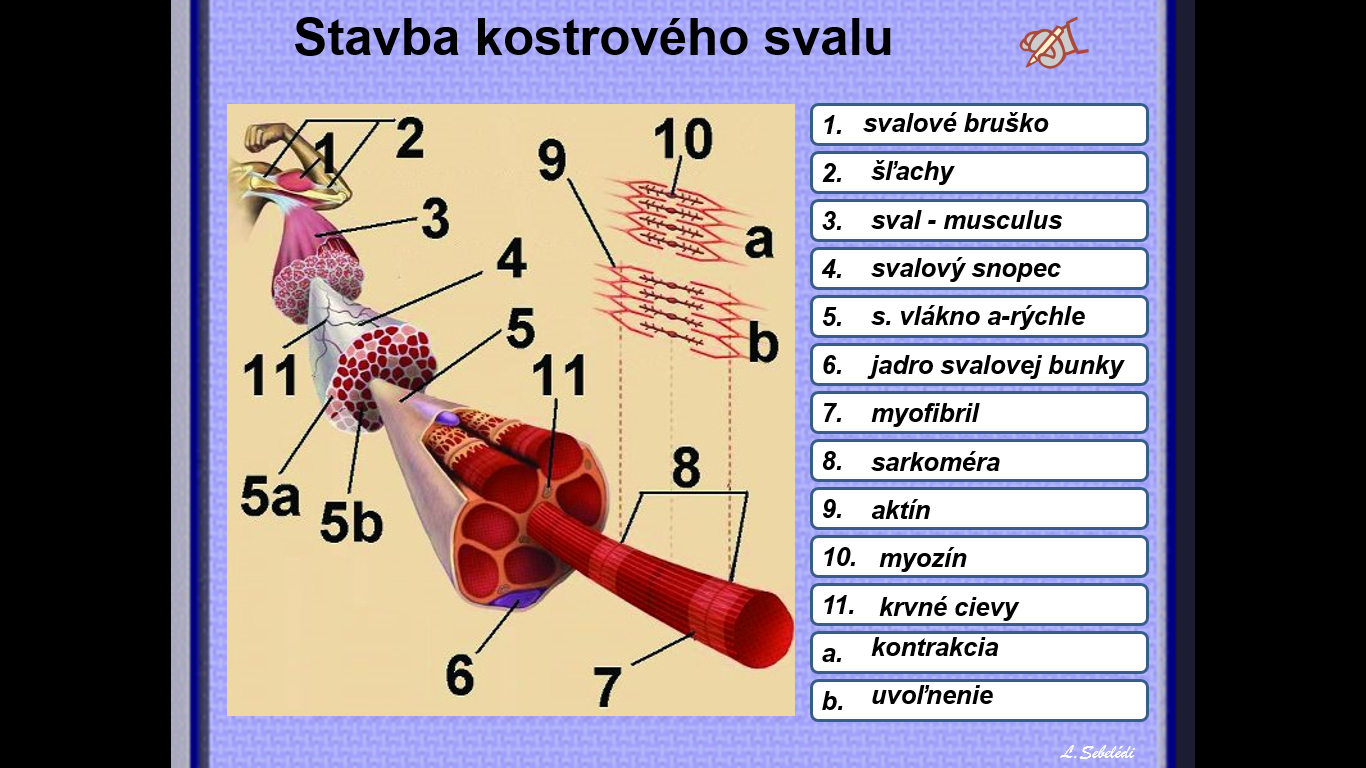 Stavba kostrového svalu
1
2
3
4
5
11
11
5a
5b
6
7
8
9
10
a
b
1. svalové bruško
2. šľachy
3. sval - musculus
4. svalový snopec
5. s. vlákno a-rýchle
6. jadro svalovej bunky
7. myofibril
8. sarkoméra
9. aktín
10. myozín
11. krvné cievy
a. kontrakcia
b. uvoľnenie
L. Sebelédi